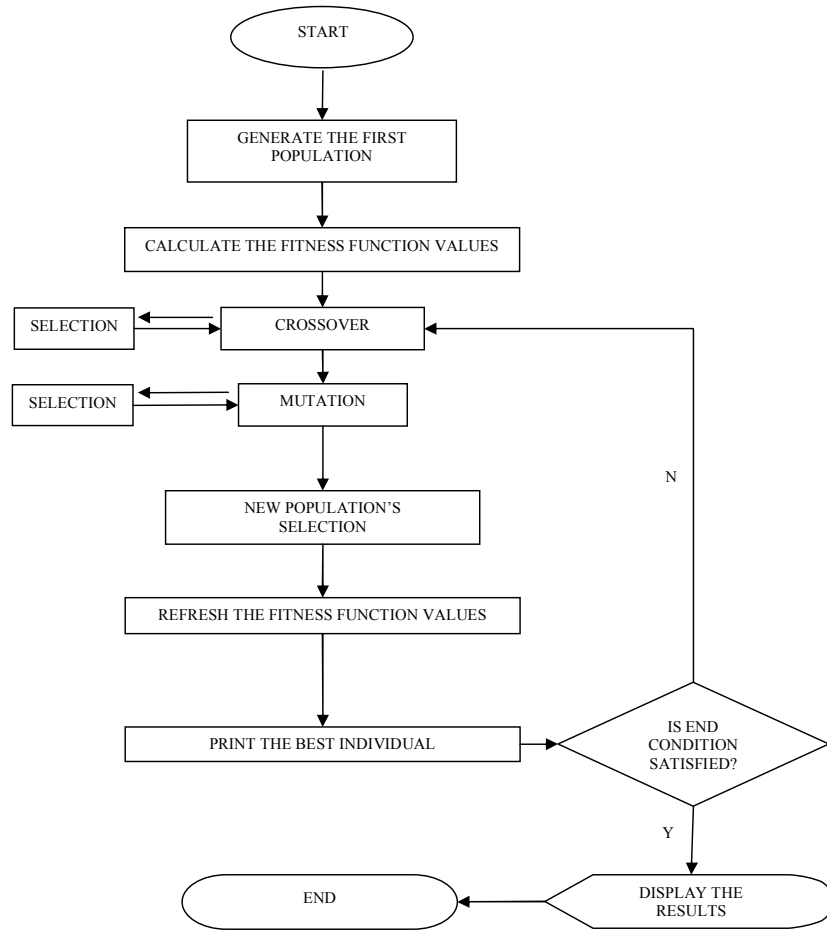 START
GENERATE THE FIRST
POPULATION
CALCULATE THE FITNESS FUNCTION VALUES
SELECTION
CROSSOVER
SELECTION
MUTATION
N
NEW POPULATION’S
SELECTION
REFRESH THE FITNESS FUNCTION VALUES
PRINT THE BEST INDIVIDUAL
IS END
CONDITION
SATISFIED?
Y
END
DISPLAY THE
RESULTS